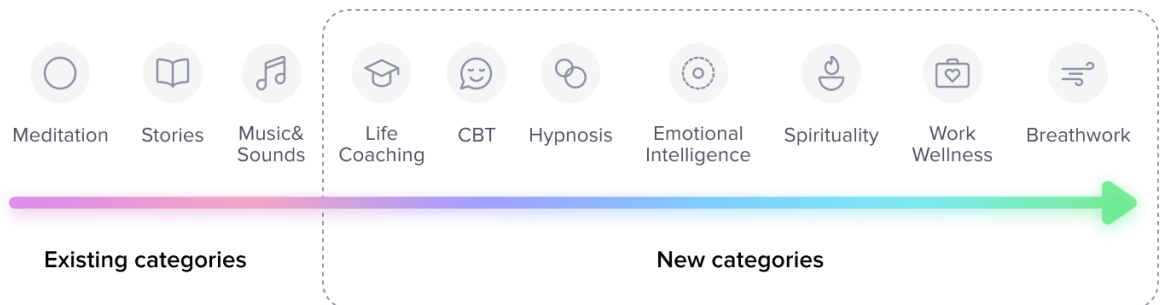 Meditation
Stories
Music&
Sounds
Life
Coaching
CBT
Hypnosis
Emotional
Intelligence
Spirituality
Work
Wellness
Breathwork
Existing categories
New categories